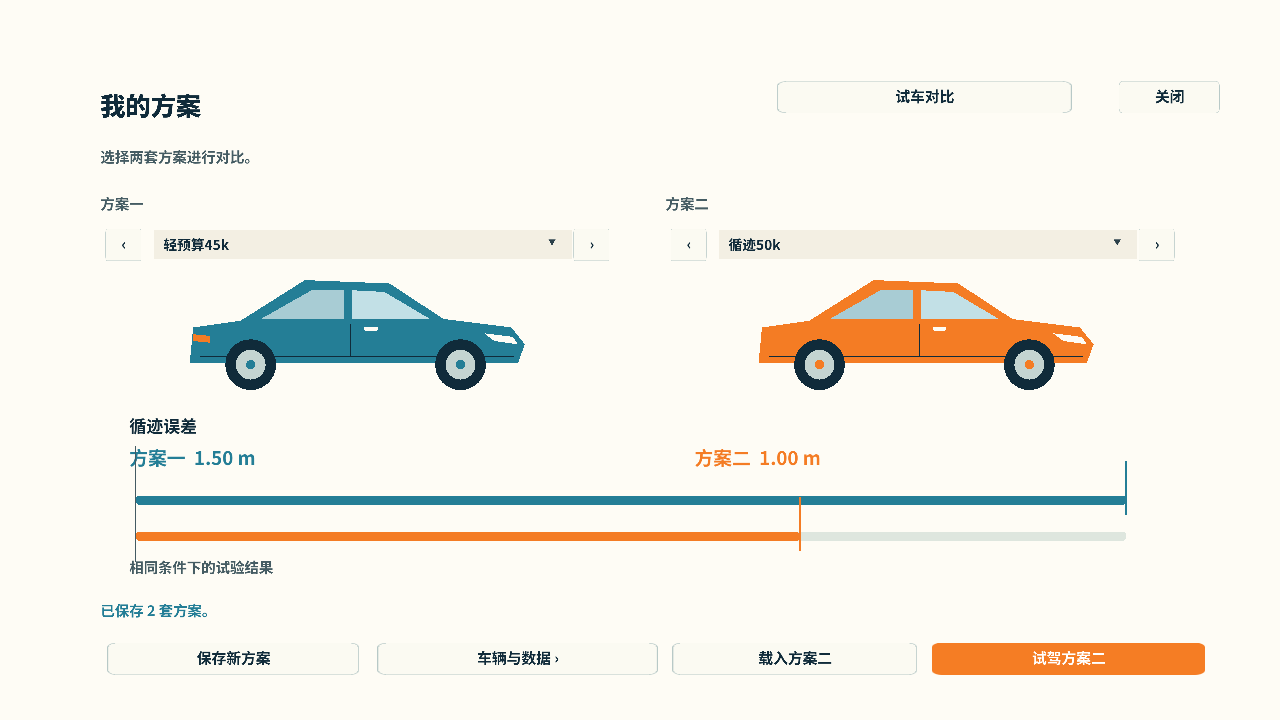 我的方案
试车对比
关闭
选择两套方案进行对比。
方案一
方案二
‹
轻预算45k
▼
›
‹
循迹50k
▼
›
循迹误差
方案一 1.50 m
方案二 1.00 m
相同条件下的试验结果
已保存 2 套方案。
保存新方案
车辆与数据 ›
载入方案二
试驾方案二